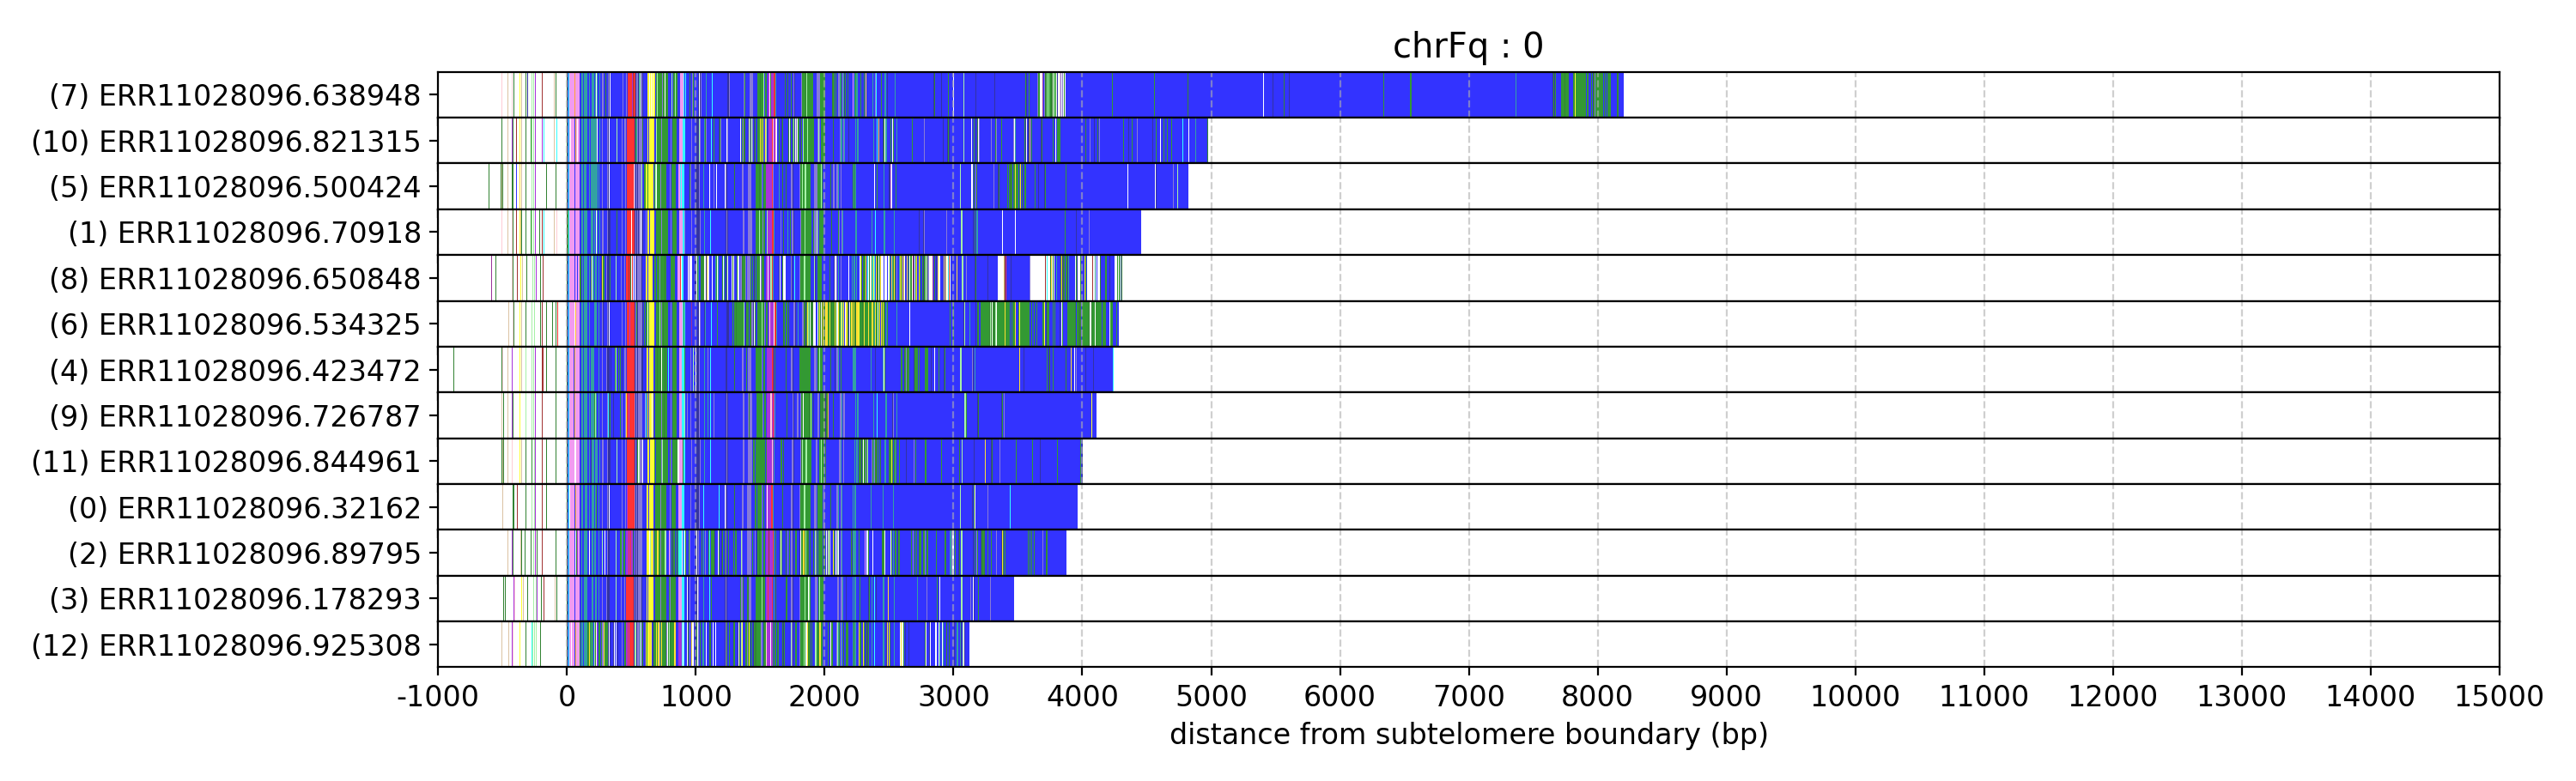 chrFq : 0
(7) ERR11028096.638948
(10) ERR11028096.821315
(5) ERR11028096.500424
(1) ERR11028096.70918
(8) ERR11028096.650848
(6) ERR11028096.534325
(4) ERR11028096.423472
(9) ERR11028096.726787
(11) ERR11028096.844961
(0) ERR11028096.32162
(2) ERR11028096.89795
(3) ERR11028096.178293
(12) ERR11028096.925308
-1000 0 1000 2000 3000 4000 5000 6000 7000 8000 9000 10000 11000 12000 13000 14000 15000
distance from subtelomere boundary (bp)